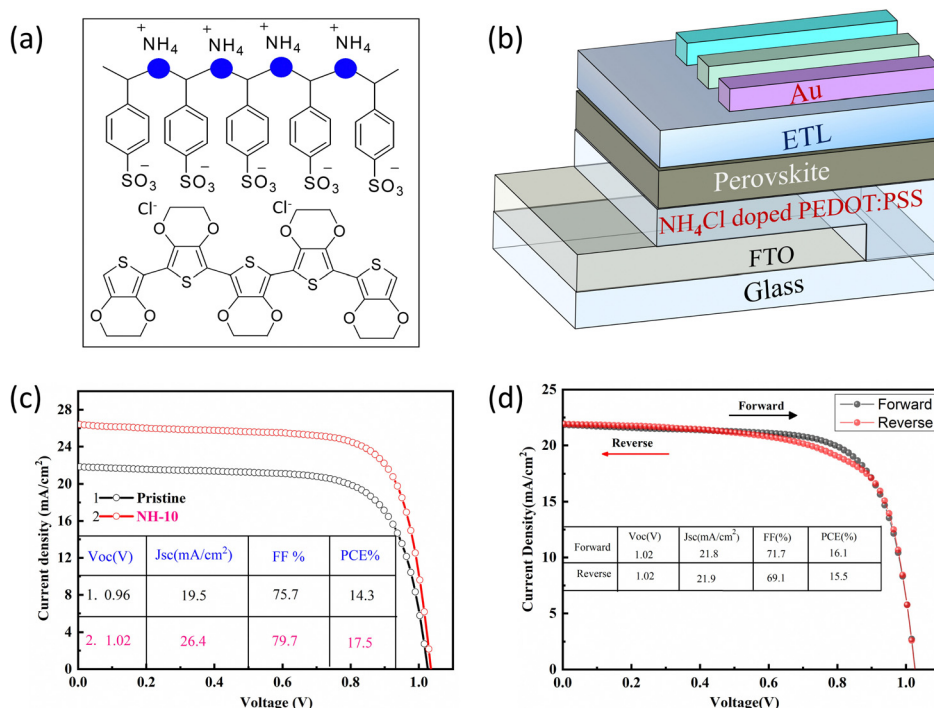 (a)
+ + + +
NH4 NH4 NH4 NH4
SO3− SO3− SO3− SO3− SO3−
Cl- Cl-
O O O O
S S S S S
O O O O O O
(b)
Au
ETL
Perovskite
NH4Cl doped PEDOT:PSS
FTO
Glass
(c)
28
24
20
16
12
8
4
0
Current density (mA/cm²)
1 Pristine
2 NH-10
Voc(V) Jsc(mA/cm²) FF % PCE%
1. 0.96 19.5 75.7 14.3
2. 1.02 26.4 79.7 17.5
0.0 0.2 0.4 0.6 0.8 1.0
Voltage(V)
(d)
25
20
15
10
5
0
Current Density(mA/cm²)
Forward
Reverse
Forward
Reverse
Voc(V) Jsc(mA/cm²) FF(%) PCE(%)
Forward 1.02 21.8 71.7 16.1
Reverse 1.02 21.9 69.1 15.5
0.0 0.2 0.4 0.6 0.8 1.0
Voltage(V)